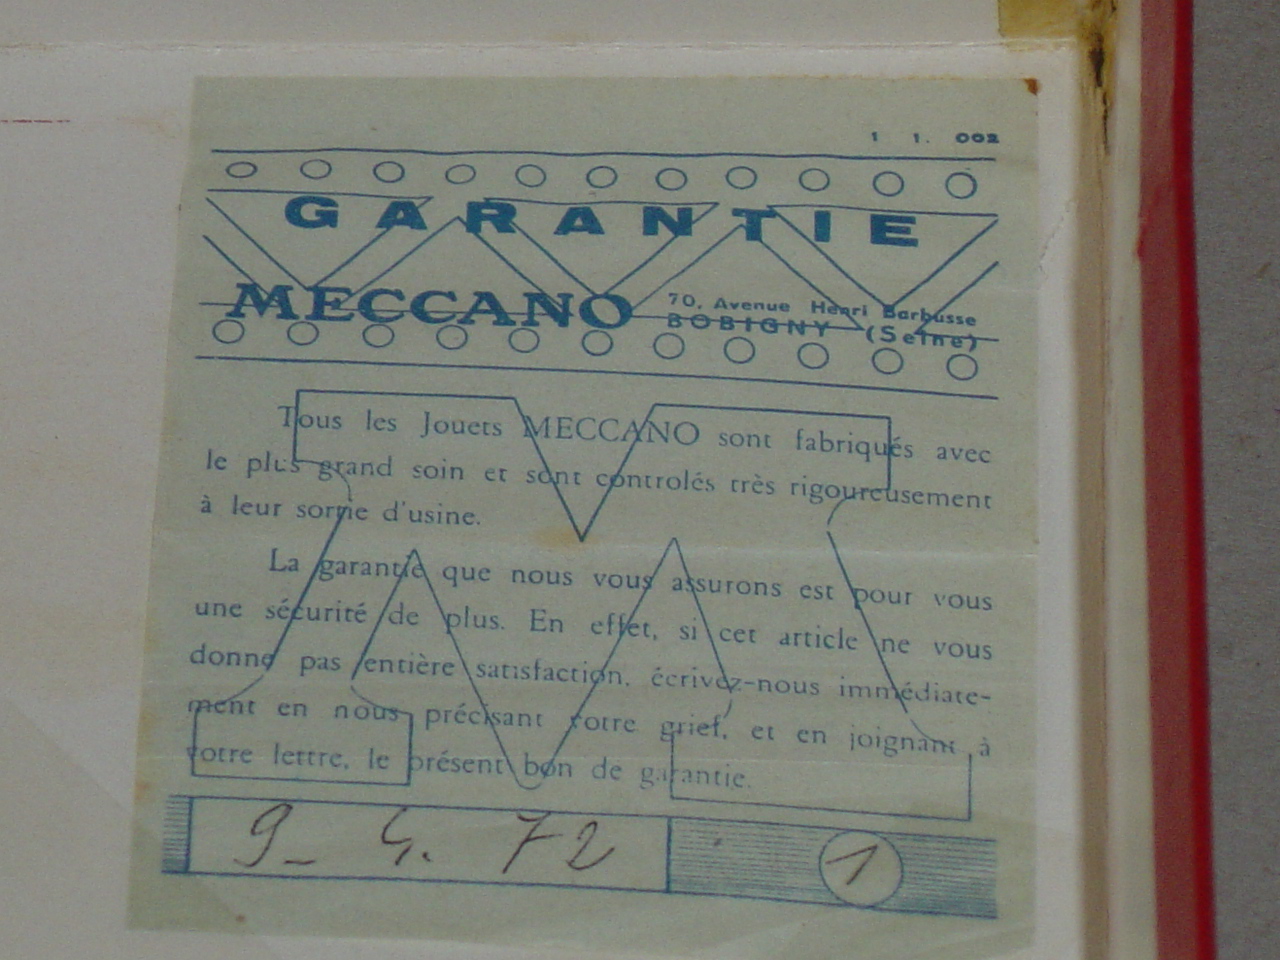 1 1. 002
GARANTIE
MECCANO 70, Avenue Henri Barbusse
BOBIGNY (Seine)
Tous les Jouets MECCANO sont fabriqués avec
le plus grand soin et sont controlés très rigoureusement
à leur sortie d'usine.
La garantie que nous vous assurons est pour vous
une sécurité de plus. En effet, si cet article ne vous
donne pas entière satisfaction, écrivez-nous immédiate-
ment en nous précisant votre grief, et en joignant à
votre lettre, le présent bon de garantie.
9_ 4. 72 1